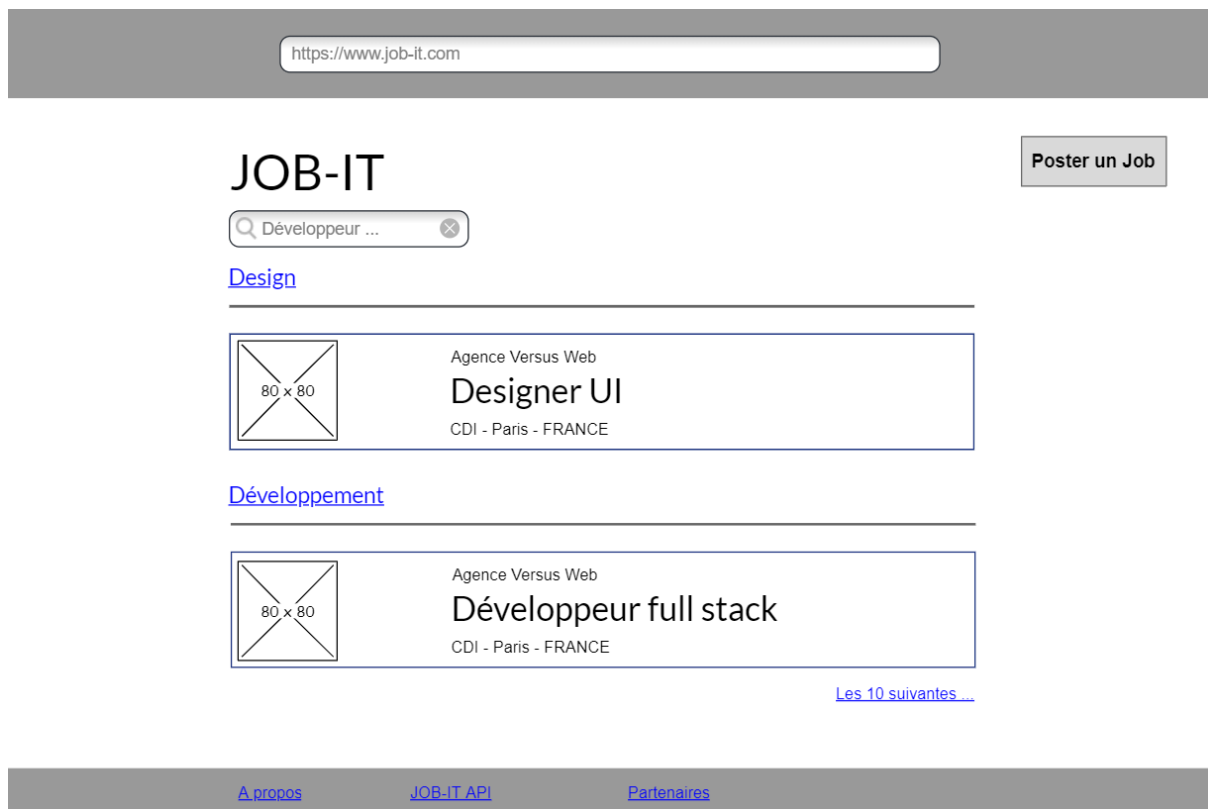 https://www.job-it.com
Poster un Job
JOB-IT
Développeur ...
Design
80 × 80
Agence Versus Web
Designer UI
CDI - Paris - FRANCE
Développement
80 × 80
Agence Versus Web
Développeur full stack
CDI - Paris - FRANCE
Les 10 suivantes ...
A propos JOB-IT API Partenaires